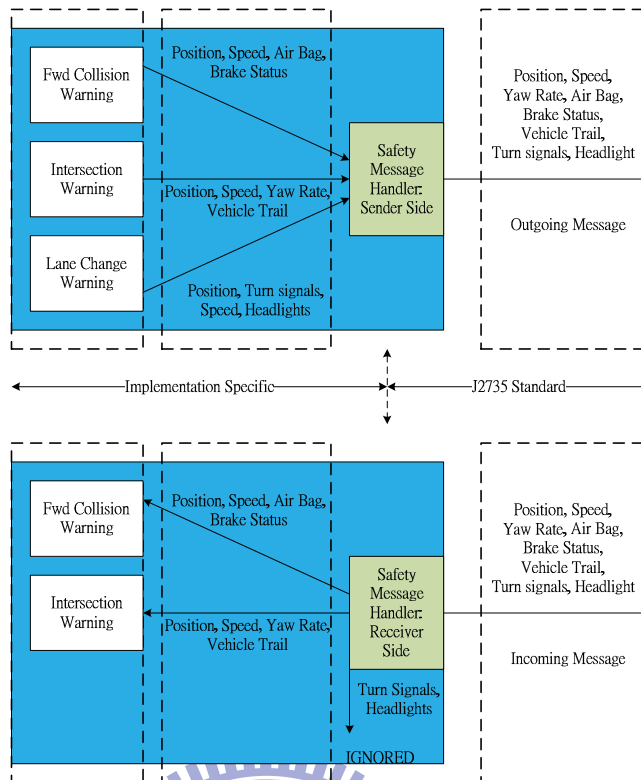 Position, Speed, Air Bag,
Brake Status
Fwd Collision
Warning
Position, Speed,
Yaw Rate, Air Bag,
Brake Status,
Vehicle Trail,
Turn signals, Headlight
Intersection
Warning
Safety
Message
Handler:
Sender Side
Position, Speed, Yaw Rate,
Vehicle Trail
Outgoing Message
Lane Change
Warning
Position, Turn signals,
Speed, Headlights
Implementation Specific
J2735 Standard
Fwd Collision
Warning
Position, Speed, Air Bag,
Brake Status
Position, Speed,
Yaw Rate, Air Bag,
Brake Status,
Vehicle Trail,
Turn signals, Headlight
Intersection
Warning
Safety
Message
Handler:
Receiver
Side
Position, Speed, Yaw Rate,
Vehicle Trail
Incoming Message
Turn Signals,
Headlights
IGNORED